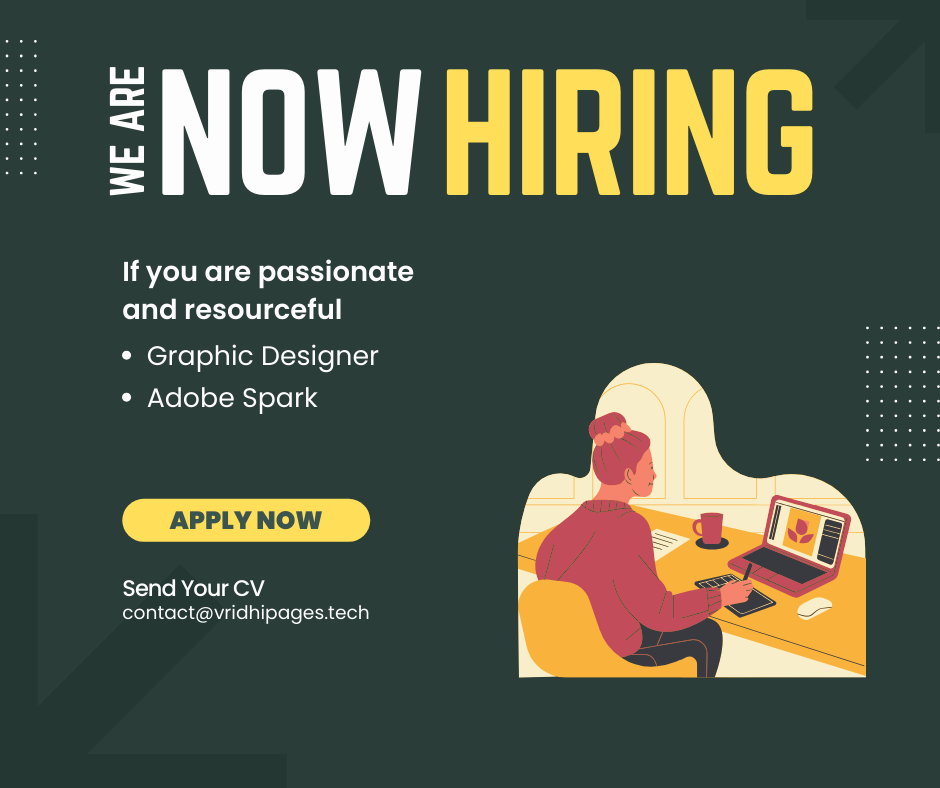 WE ARE
NOW HIRING
If you are passionate
and resourceful
• Graphic Designer
• Adobe Spark
APPLY NOW
Send Your CV
contact@vridhipages.tech